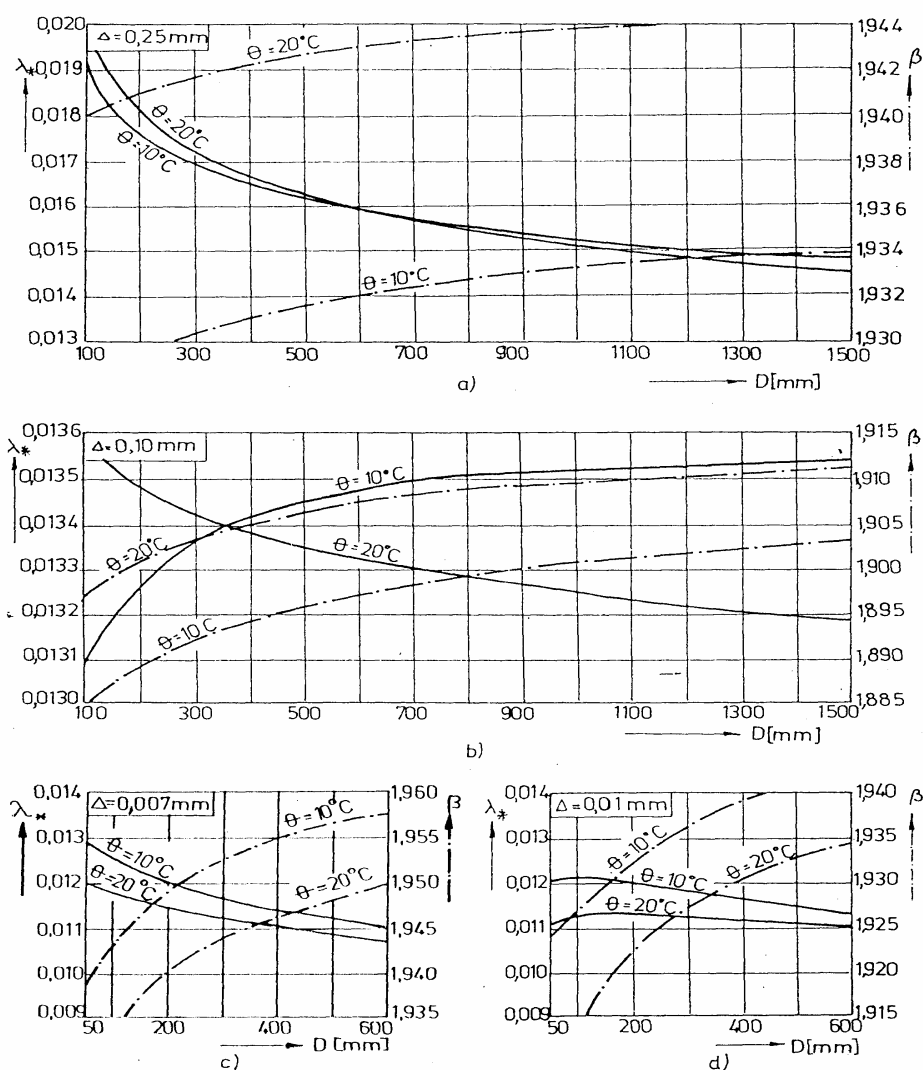 Δ=0,25mm
λ*
0,020
0,019
0,018
0,017
0,016
0,015
0,014
0,013
θ=20°C
θ=20°C
θ=10°C
θ=10°C
1,944
β
1,942
1,940
1,938
1,936
1,934
1,932
1,930
100 300 500 700 900 1100 1300 1500
a) D[mm]
Δ=0,10mm
λ*
0,0136
0,0135
0,0134
0,0133
0,0132
0,0131
0,0130
θ=10°C
θ=20°C
θ=20°C
θ=10°C
1,915
β
1,910
1,905
1,900
1,895
1,890
1,885
100 300 500 700 900 1100 1300 1500
b) D[mm]
Δ=0,007mm
λ*
0,014
0,013
0,012
0,011
0,010
0,009
θ=10°C
θ=10°C
θ=20°C
θ=20°C
1,960
β
1,955
1,950
1,945
1,940
1,935
50 200 400 600
c) D[mm]
Δ=0,01mm
λ*
0,014
0,013
0,012
0,011
0,010
0,009
θ=10°C
θ=20°C
θ=10°C
θ=20°C
1,940
β
1,935
1,930
1,925
1,920
1,915
50 200 400 600
d) D[mm]